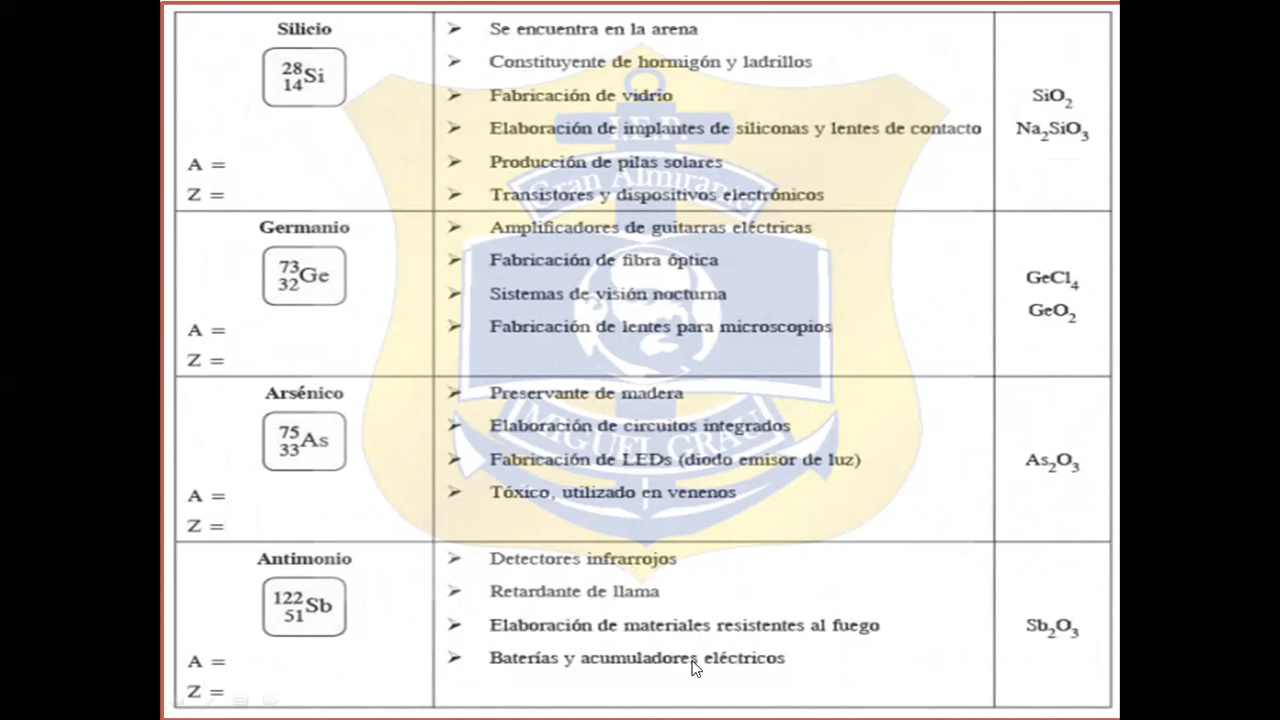 Silicio
28
14Si
A =
Z =
➢ Se encuentra en la arena
➢ Constituyente de hormigón y ladrillos
➢ Fabricación de vidrio
➢ Elaboración de implantes de siliconas y lentes de contacto
➢ Producción de pilas solares
➢ Transistores y dispositivos electrónicos
SiO₂
Na₂SiO₃
Germanio
73
32Ge
A =
Z =
➢ Amplificadores de guitarras eléctricas
➢ Fabricación de fibra óptica
➢ Sistemas de visión nocturna
➢ Fabricación de lentes para microscopios
GeCl₄
GeO₂
Arsénico
75
33As
A =
Z =
➢ Preservante de madera
➢ Elaboración de circuitos integrados
➢ Fabricación de LEDs (diodo emisor de luz)
➢ Tóxico, utilizado en venenos
As₂O₃
Antimonio
122
51Sb
A =
Z =
➢ Detectores infrarrojos
➢ Retardante de llama
➢ Elaboración de materiales resistentes al fuego
➢ Baterías y acumuladores eléctricos
Sb₂O₃
I.E.P.
Gran Almirante
MIGUEL GRAU